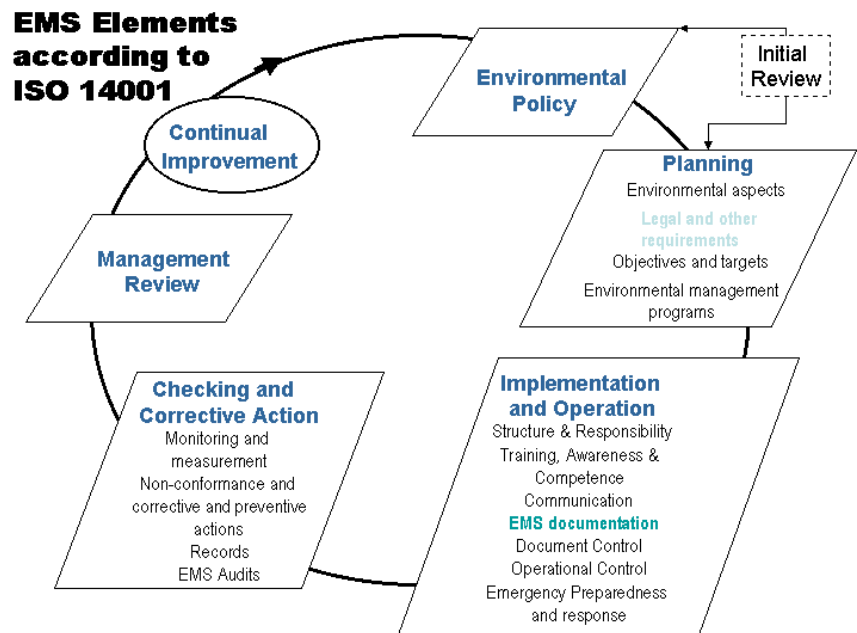 EMS Elements
according to
ISO 14001
Environmental
Policy
Initial
Review
Planning
Environmental aspects
Legal and other
requirements
Objectives and targets
Environmental management
programs
Implementation
and Operation
Structure & Responsibility
Training, Awareness &
Competence
Communication
EMS documentation
Document Control
Operational Control
Emergency Preparedness
and response
Checking and
Corrective Action
Monitoring and
measurement
Non-conformance and
corrective and preventive
actions
Records
EMS Audits
Management
Review
Continual
Improvement